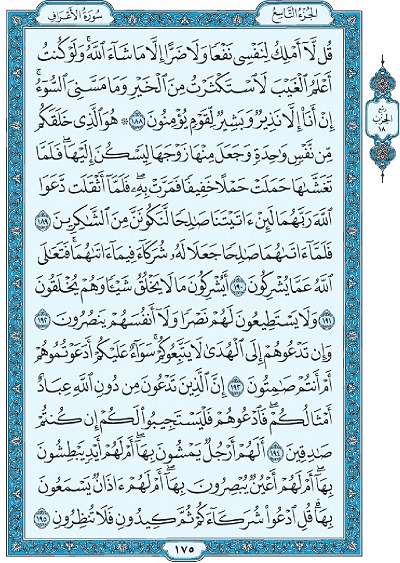 الجزء التاسع
سورة الأعراف
قُل لَّآ أَمْلِكُ لِنَفْسِى نَفْعًا وَلَا ضَرًّا إِلَّا مَا شَآءَ ٱللَّهُ ۚ وَلَوْ كُنتُ
أَعْلَمُ ٱلْغَيْبَ لَٱسْتَكْثَرْتُ مِنَ ٱلْخَيْرِ وَمَا مَسَّنِىَ ٱلسُّوٓءُ ۚ
إِنْ أَنَا۠ إِلَّا نَذِيرٌ وَبَشِيرٌ لِّقَوْمٍ يُؤْمِنُونَ ١٨٨ ۞ هُوَ ٱلَّذِى خَلَقَكُم
مِّن نَّفْسٍ وَٰحِدَةٍ وَجَعَلَ مِنْهَا زَوْجَهَا لِيَسْكُنَ إِلَيْهَا ۖ فَلَمَّا
تَغَشَّىٰهَا حَمَلَتْ حَمْلًا خَفِيفًا فَمَرَّتْ بِهِۦ ۖ فَلَمَّآ أَثْقَلَت دَّعَوَا
ٱللَّهَ رَبَّهُمَا لَئِنْ ءَاتَيْتَنَا صَٰلِحًا لَّنَكُونَنَّ مِنَ ٱلشَّٰكِرِينَ ١٨٩
فَلَمَّآ ءَاتَىٰهُمَا صَٰلِحًا جَعَلَا لَهُۥ شُرَكَآءَ فِيمَآ ءَاتَىٰهُمَا ۚ فَتَعَٰلَى
ٱللَّهُ عَمَّا يُشْرِكُونَ ١٩٠ أَيُشْرِكُونَ مَا لَا يَخْلُقُ شَيْـًٔا وَهُمْ يُخْلَقُونَ
١٩١ وَلَا يَسْتَطِيعُونَ لَهُمْ نَصْرًا وَلَآ أَنفُسَهُمْ يَنصُرُونَ ١٩٢
وَإِن تَدْعُوهُمْ إِلَى ٱلْهُدَىٰ لَا يَتَّبِعُوكُمْ ۚ سَوَآءٌ عَلَيْكُمْ أَدَعَوْتُمُوهُمْ
أَمْ أَنتُمْ صَٰمِتُونَ ١٩٣ إِنَّ ٱلَّذِينَ تَدْعُونَ مِن دُونِ ٱللَّهِ عِبَادٌ
أَمْثَالُكُمْ ۖ فَٱدْعُوهُمْ فَلْيَسْتَجِيبُوا۟ لَكُمْ إِن كُنتُمْ
صَٰدِقِينَ ١٩٤ أَلَهُمْ أَرْجُلٌ يَمْشُونَ بِهَآ ۖ أَمْ لَهُمْ أَيْدٍ يَبْطِشُونَ
بِهَآ ۖ أَمْ لَهُمْ أَعْيُنٌ يُبْصِرُونَ بِهَآ ۖ أَمْ لَهُمْ ءَاذَانٌ يَسْمَعُونَ
بِهَا ۗ قُلِ ٱدْعُوا۟ شُرَكَآءَكُمْ ثُمَّ كِيدُونِ فَلَا تُنظِرُونِ ١٩٥
ربع
الحزب
١٨
١٧٥